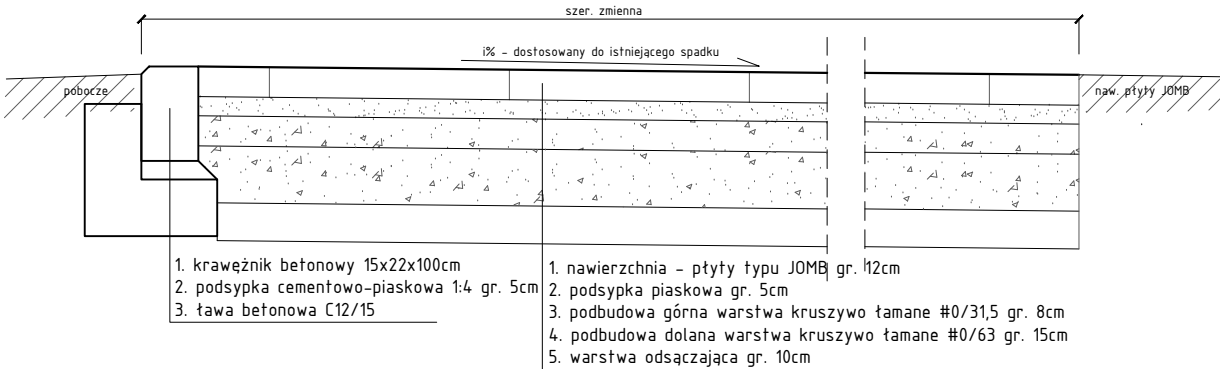 szer. zmienna
i% - dostosowany do istniejącego spadku
pobocze
naw. płyty JOMB
1. krawężnik betonowy 15x22x100cm
2. podsypka cementowo-piaskowa 1:4 gr. 5cm
3. ława betonowa C12/15
1. nawierzchnia - płyty typu JOMB gr. 12cm
2. podsypka piaskowa gr. 5cm
3. podbudowa górna warstwa kruszywo łamane #0/31,5 gr. 8cm
4. podbudowa dolana warstwa kruszywo łamane #0/63 gr. 15cm
5. warstwa odsączająca gr. 10cm